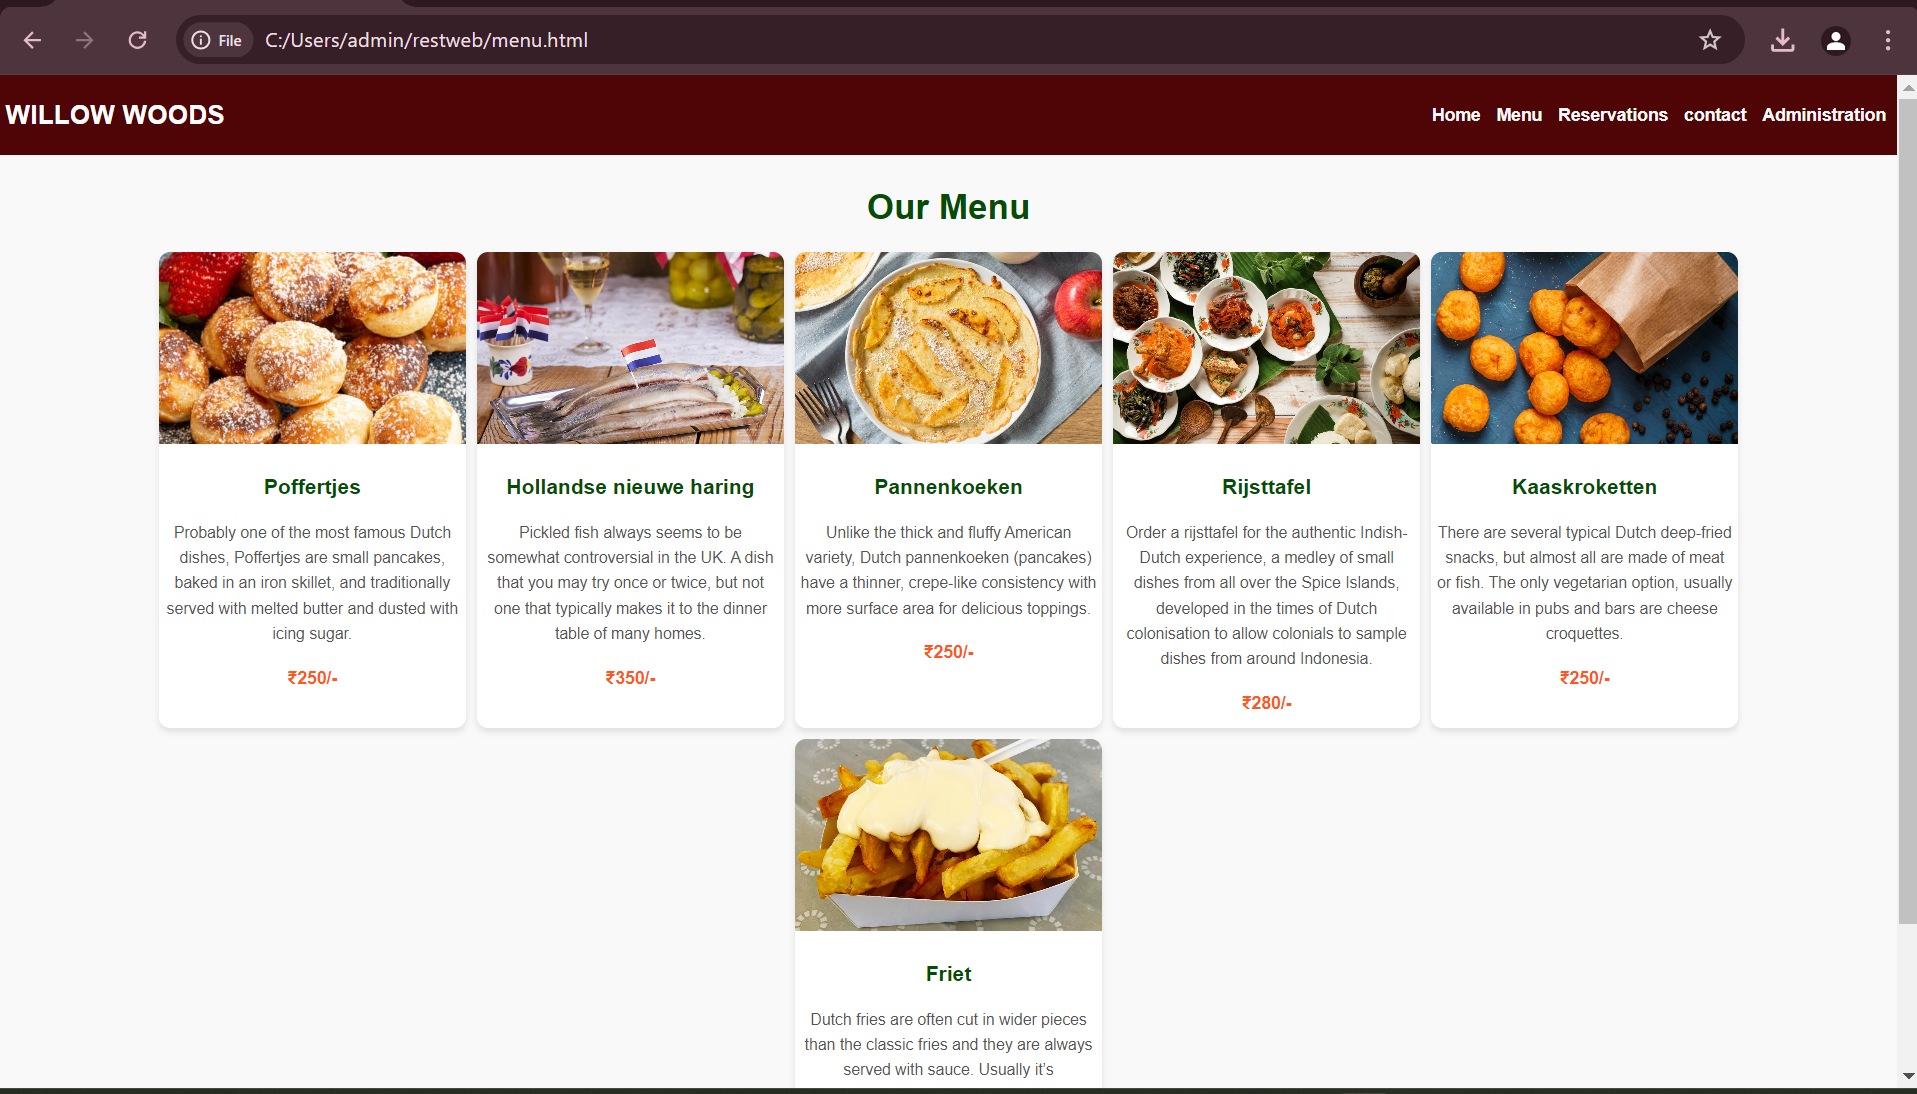 File C:/Users/admin/restweb/menu.html
WILLOW WOODS
Home Menu Reservations contact Administration
Our Menu
Poffertjes
Probably one of the most famous Dutch
dishes, Poffertjes are small pancakes,
baked in an iron skillet, and traditionally
served with melted butter and dusted with
icing sugar.
₹250/-
Hollandse nieuwe haring
Pickled fish always seems to be
somewhat controversial in the UK. A dish
that you may try once or twice, but not
one that typically makes it to the dinner
table of many homes.
₹350/-
Pannenkoeken
Unlike the thick and fluffy American
variety, Dutch pannenkoeken (pancakes)
have a thinner, crepe-like consistency with
more surface area for delicious toppings.
₹250/-
Rijsttafel
Order a rijsttafel for the authentic Indish-
Dutch experience, a medley of small
dishes from all over the Spice Islands,
developed in the times of Dutch
colonisation to allow colonials to sample
dishes from around Indonesia.
₹280/-
Kaaskroketten
There are several typical Dutch deep-fried
snacks, but almost all are made of meat
or fish. The only vegetarian option, usually
available in pubs and bars are cheese
croquettes.
₹250/-
Friet
Dutch fries are often cut in wider pieces
than the classic fries and they are always
served with sauce. Usually it’s